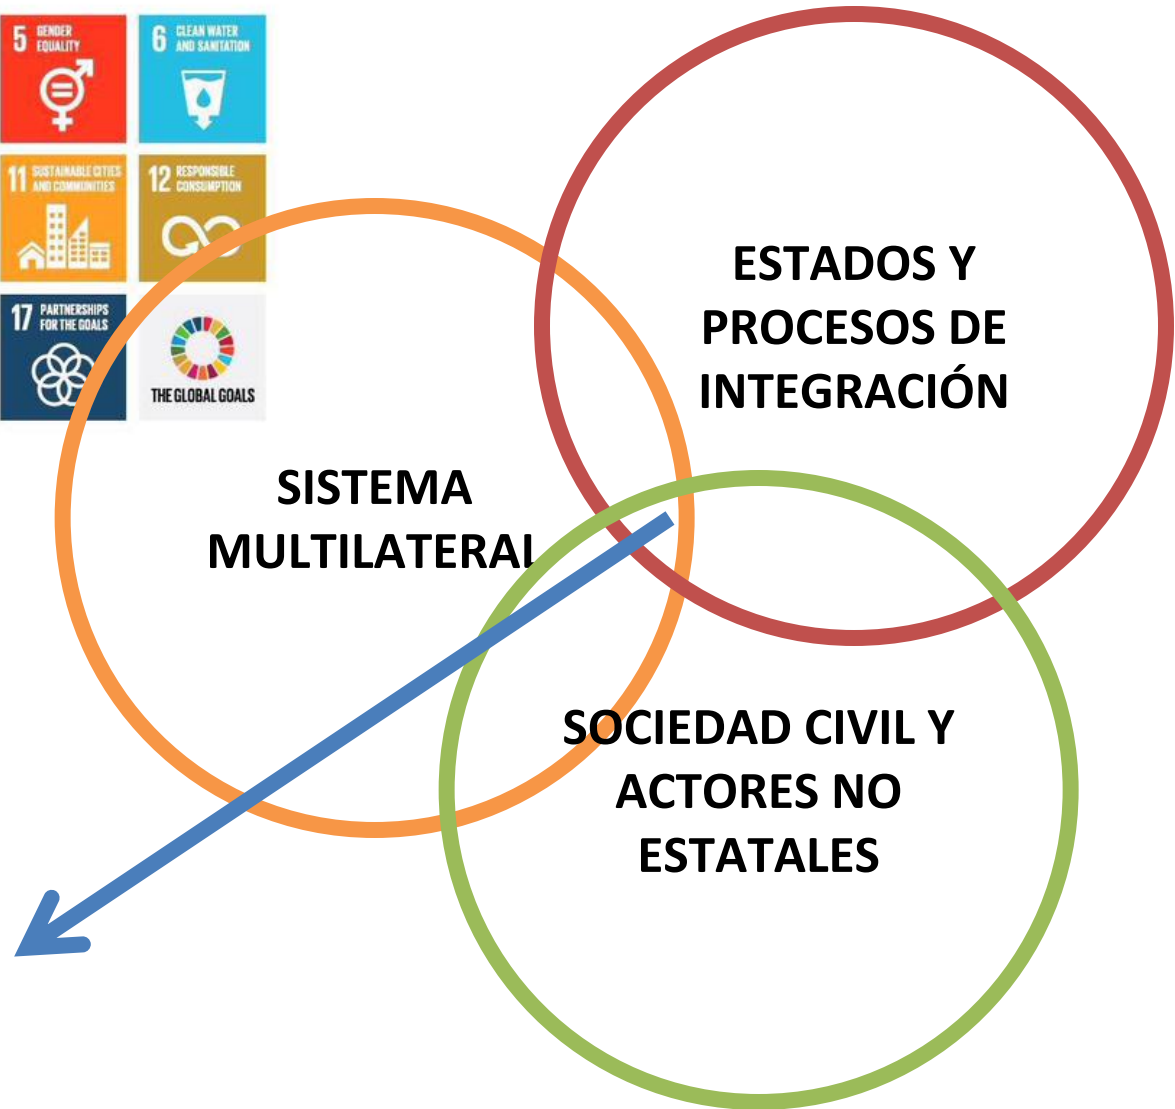 5 GENDER
EQUALITY
6 CLEAN WATER
AND SANITATION
11 SUSTAINABLE CITIES
AND COMMUNITIES
12 RESPONSIBLE
CONSUMPTION
17 PARTNERSHIPS
FOR THE GOALS
THE GLOBAL GOALS
ESTADOS Y
PROCESOS DE
INTEGRACIÓN
SISTEMA
MULTILATERAL
SOCIEDAD CIVIL Y
ACTORES NO
ESTATALES